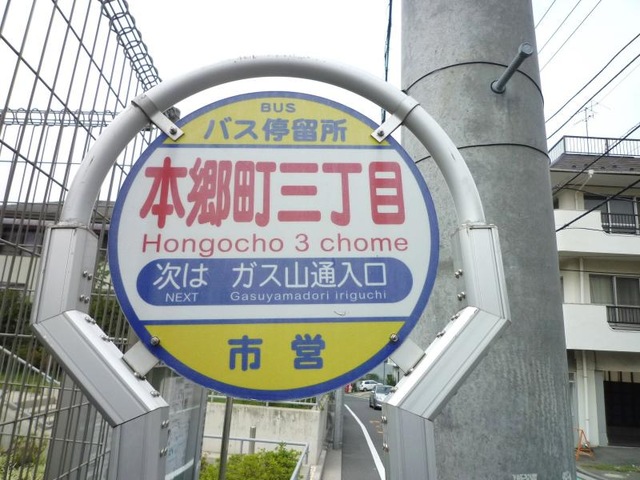 BUS
バス停留所
本郷町三丁目
Hongocho 3 chome
次は ガス山通入口
NEXT Gasuyamadori iriguchi
市営